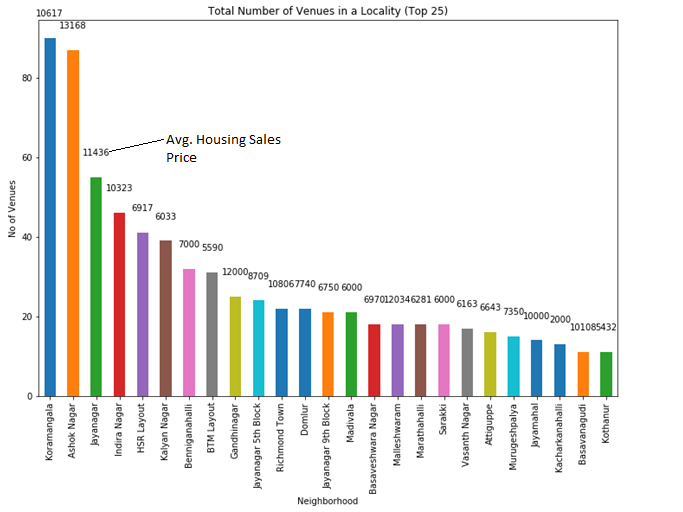 Total Number of Venues in a Locality (Top 25)
10617
13168
11436
Avg. Housing Sales
Price
10323
6917
6033
7000
5590
12000
8709
10806
7740
6750
6000
6970
12034
6281
6000
6163
6643
7350
10000
2000
10108
5432
80
60
40
20
0
No of Venues
Koramangala
Ashok Nagar
Jayanagar
Indira Nagar
HSR Layout
Kalyan Nagar
Benniganahalli
BTM Layout
Gandhinagar
Jayanagar 5th Block
Richmond Town
Domlur
Jayanagar 9th Block
Madivala
Basaveshwara Nagar
Malleshwaram
Marathahalli
Sarakki
Vasanth Nagar
Attiguppe
Murugeshpalya
Jayamahal
Kacharkanahalli
Basavanagudi
Kothanur
Neighborhood